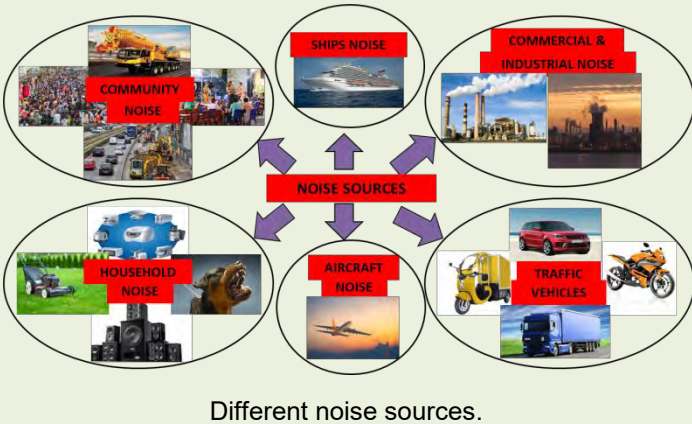 SHIPS NOISE
COMMERCIAL &
INDUSTRIAL NOISE
COMMUNITY
NOISE
NOISE SOURCES
HOUSEHOLD
NOISE
AIRCRAFT
NOISE
TRAFFIC
VEHICLES
Different noise sources.